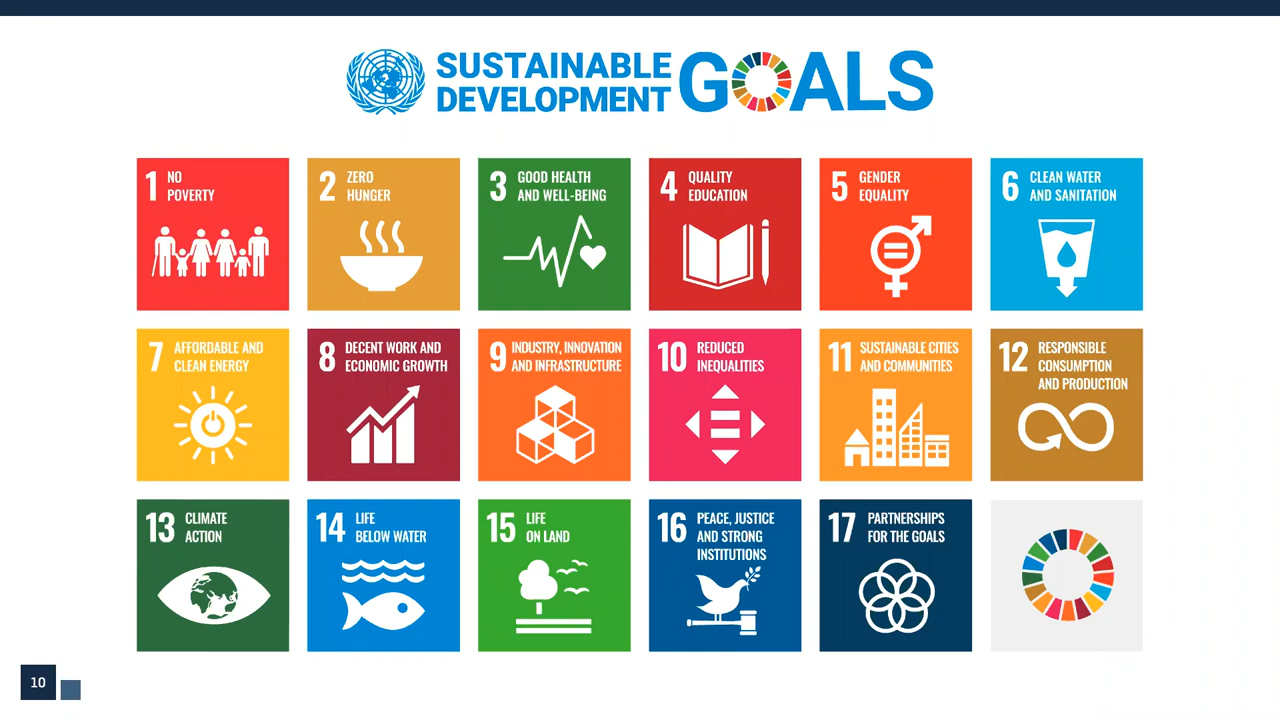 SUSTAINABLE
DEVELOPMENT
GOALS
1 NO
POVERTY
2 ZERO
HUNGER
3 GOOD HEALTH
AND WELL-BEING
4 QUALITY
EDUCATION
5 GENDER
EQUALITY
6 CLEAN WATER
AND SANITATION
7 AFFORDABLE AND
CLEAN ENERGY
8 DECENT WORK AND
ECONOMIC GROWTH
9 INDUSTRY, INNOVATION
AND INFRASTRUCTURE
10 REDUCED
INEQUALITIES
11 SUSTAINABLE CITIES
AND COMMUNITIES
12 RESPONSIBLE
CONSUMPTION
AND PRODUCTION
13 CLIMATE
ACTION
14 LIFE
BELOW WATER
15 LIFE
ON LAND
16 PEACE, JUSTICE
AND STRONG
INSTITUTIONS
17 PARTNERSHIPS
FOR THE GOALS
10